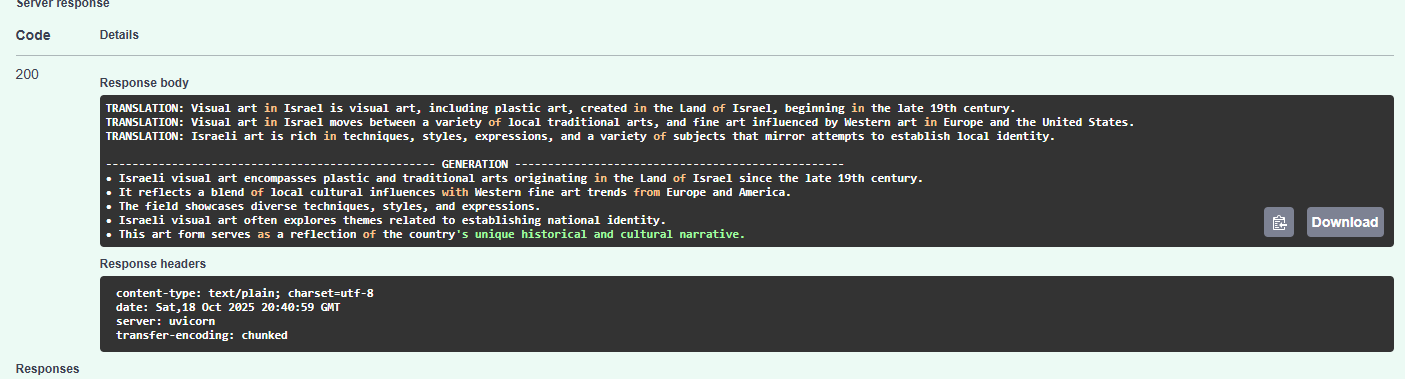 Server response
Code Details
200
Response body
TRANSLATION: Visual art in Israel is visual art, including plastic art, created in the Land of Israel, beginning in the late 19th century.
TRANSLATION: Visual art in Israel moves between a variety of local traditional arts, and fine art influenced by Western art in Europe and the United States.
TRANSLATION: Israeli art is rich in techniques, styles, expressions, and a variety of subjects that mirror attempts to establish local identity.
-------------------------------------------------- GENERATION --------------------------------------------------
• Israeli visual art encompasses plastic and traditional arts originating in the Land of Israel since the late 19th century.
• It reflects a blend of local cultural influences with Western fine art trends from Europe and America.
• The field showcases diverse techniques, styles, and expressions.
• Israeli visual art often explores themes related to establishing national identity.
• This art form serves as a reflection of the country's unique historical and cultural narrative.
Download
Response headers
content-type: text/plain; charset=utf-8
date: Sat,18 Oct 2025 20:40:59 GMT
server: uvicorn
transfer-encoding: chunked
Responses